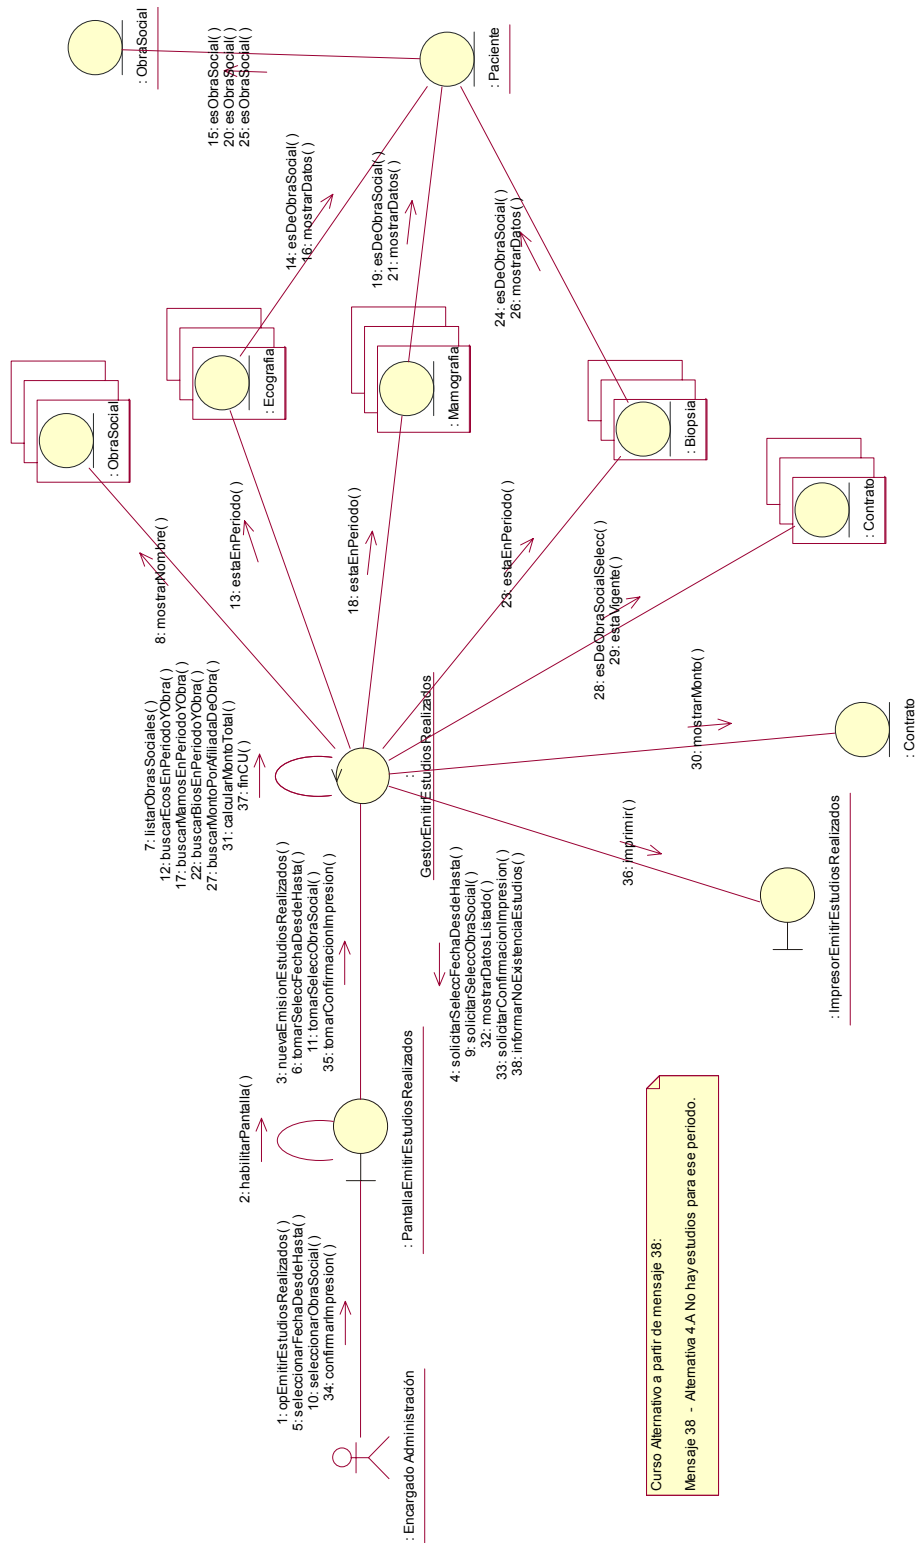 : Encargado Administración
1: opEmitirEstudiosRealizados( )
5: seleccionarFechaDesdeHasta( )
10: seleccionarObraSocial( )
34: confirmarImpresion( )
: PantallaEmitirEstudiosRealizados
2: habilitarPantalla( )
3: nuevaEmisionEstudiosRealizados( )
6: tomarSeleccFechaDesdeHasta( )
11: tomarSeleccObraSocial( )
35: tomarConfirmacionImpresion( )
4: solicitarSeleccFechaDesdeHast( )
9: solicitarSeleccObraSocial( )
32: mostrarDatosListado( )
33: solicitarConfirmacionImpresion( )
38: informarNoExistenciaEstudios( )
:
GestorEmitirEstudiosRealizados
7: listarObrasSociales( )
12: buscarEcosEnPeriodoYObra( )
17: buscarMamosEnPeriodoYObra( )
22: buscarBiosEnPeriodoYObra( )
27: buscarMontoPorAfiliadaDeObra( )
31: calcularMontoTotal( )
37: finCU( )
8: mostrarNombre( )
: ObraSocial
13: estaEnPeriodo( )
: Ecografia
18: estaEnPeriodo( )
: Mamografia
23: estaEnPeriodo( )
: Biopsia
28: esDeObraSocialSelecc( )
29: estaVigente( )
: Contrato
30: mostrarMonto( )
: Contrato
36: imprimir( )
: ImpresorEmitirEstudiosRealizados
14: esDeObraSocial( )
16: mostrarDatos( )
19: esDeObraSocial( )
21: mostrarDatos( )
24: esDeObraSocial( )
26: mostrarDatos( )
: Paciente
15: esObraSocial( )
20: esObraSocial( )
25: esObraSocial( )
: ObraSocial
Curso Alternativo a partir de mensaje 38:
Mensaje 38 - Alternativa 4.A No hay estudios para ese periodo.